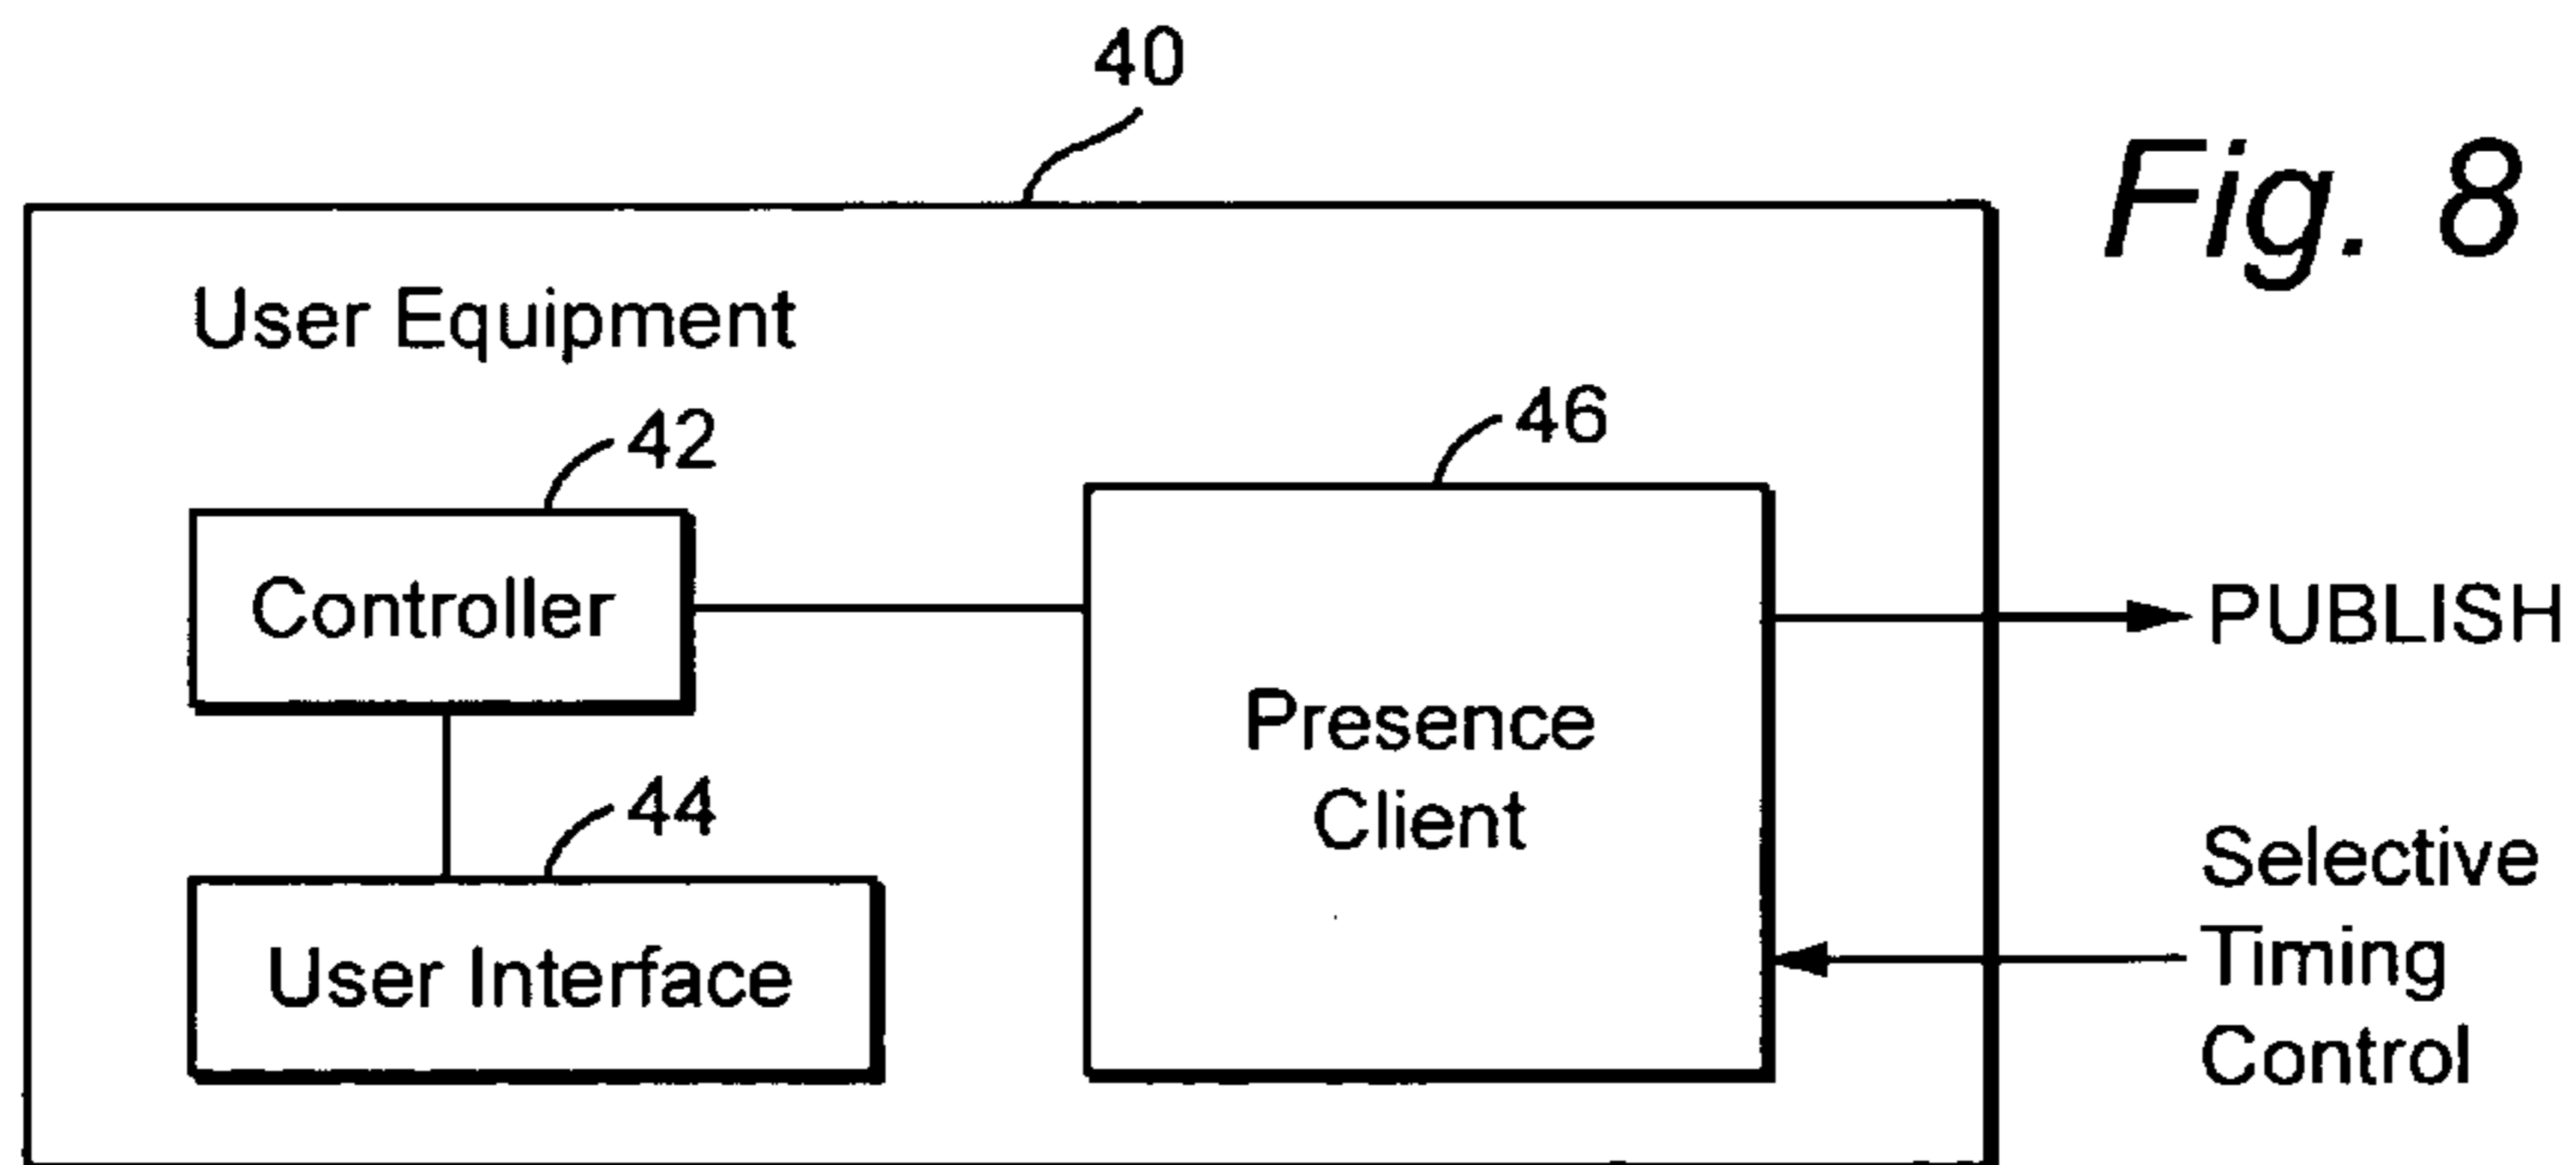 40
Fig. 8
User Equipment
42
46
Controller
PUBLISH
Presence
Client
44
User Interface
Selective
Timing
Control